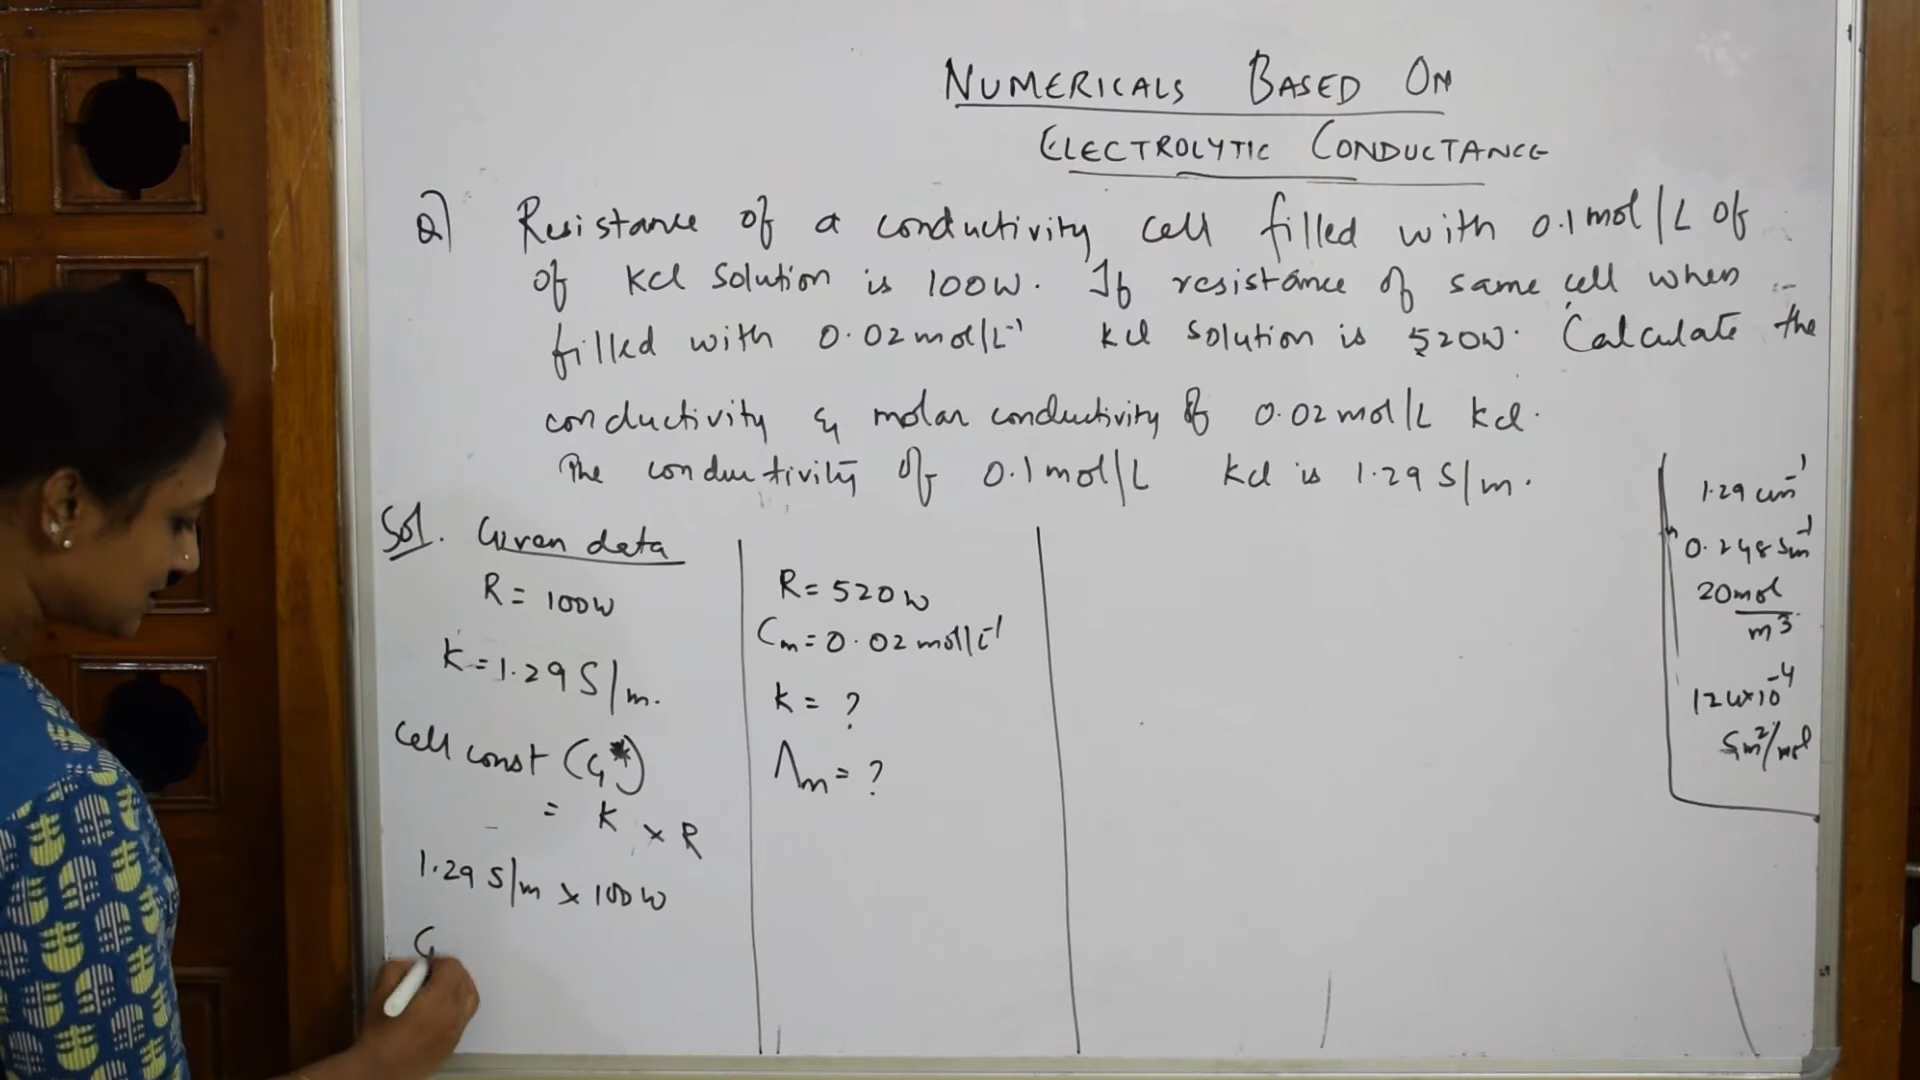 NUMERICALS BASED ON
ELECTROLYTIC CONDUCTANCE
Q) Resistance of a conductivity cell filled with 0.1 mol/L of
of KCl solution is 100W. If resistance of same cell when
filled with 0.02 mol/L⁻¹ KCl solution is 520W. Calculate the
conductivity & molar conductivity of 0.02 mol/L KCl.
The conductivity of 0.1 mol/L KCl is 1.29 S/m.
Sol. Given data
R = 100W
K = 1.29 S/m.
Cell const (G*)
= K × R
1.29 S/m × 100W
G
R = 520W
Cm = 0.02 mol/L⁻¹
K = ?
Λm = ?
1.29 cm⁻¹
0.248 Sm⁻¹
20 mol
m³
124×10⁻⁴
Sm²/mol